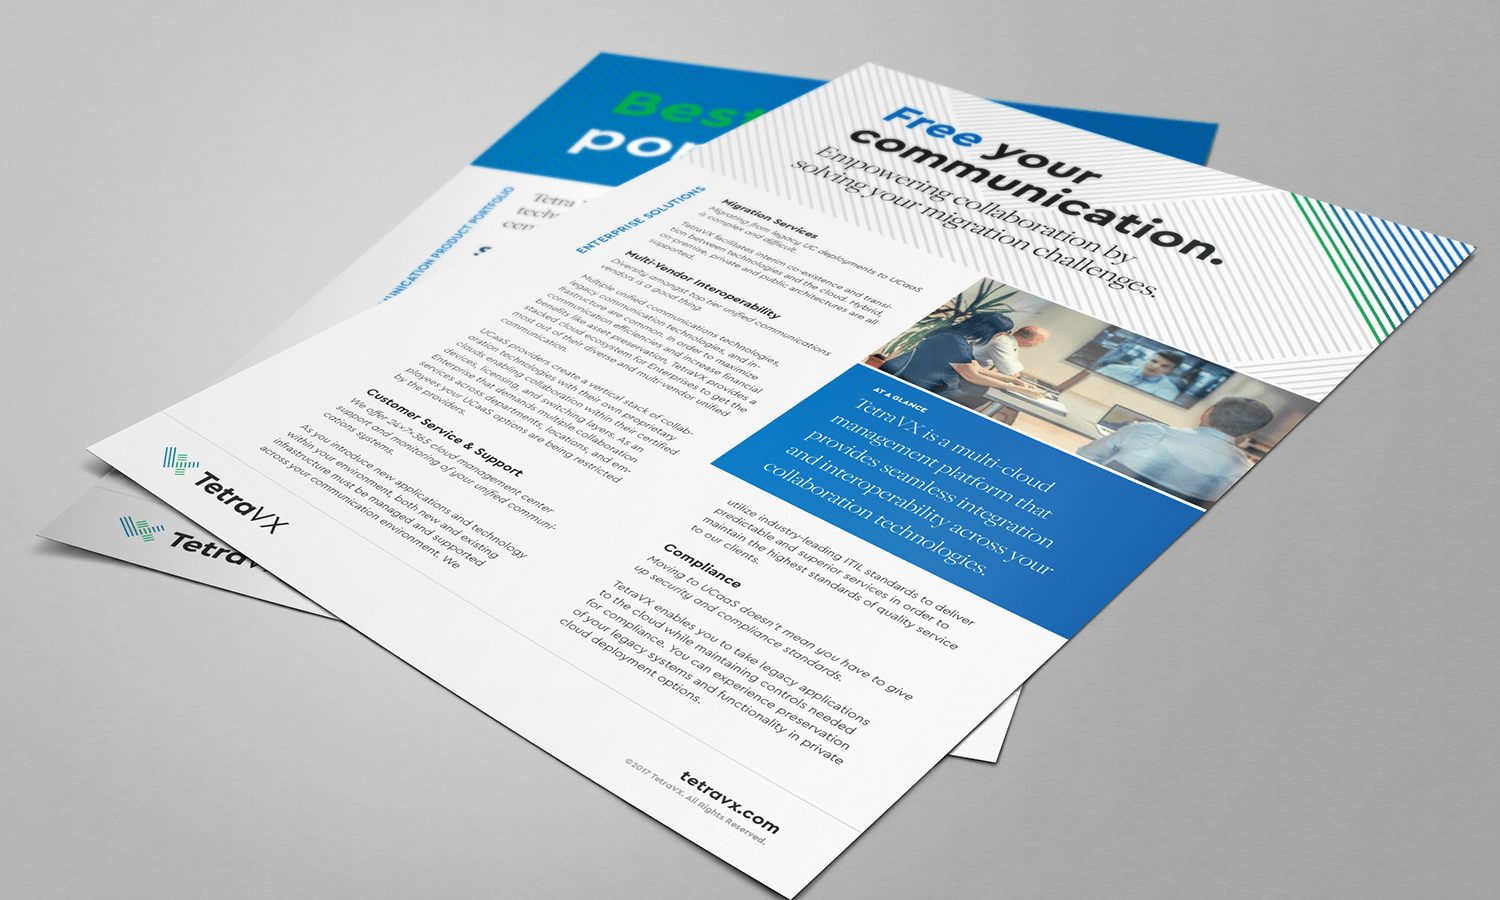 Best
por
Tetra
tech
cen
UNICATION PRODUCT PORTFOLIO
Free your
communication.
Empowering collaboration by
solving your migration challenges.
ENTERPRISE SOLUTIONS
Migration Services
Migrating from legacy UC deployments to UCaaS
is complex and difficult.
TetraVX facilitates interim co-existence and transi-
tion between technologies and the cloud. Hybrid,
on-premise, private and public architectures are all
supported.
Multi-Vendor Interoperability
Diversity amongst top tier unified communications
vendors is a good thing.
Multiple unified communications technologies,
legacy communication technologies, and in-
frastructure are common. In order to maximize
communication efficiencies and increase financial
benefits like asset preservation, TetraVX provides a
stacked cloud ecosystem for Enterprises to get the
most out of their diverse and multi-vendor unified
communication.
UCaaS providers create a vertical stack of collab-
oration technologies with their own proprietary
clouds enabling collaboration within their certified
devices, licensing, and switching layers. As an
Enterprise that demands multiple collaboration
services across departments, locations, and em-
ployees your UCaaS options are being restricted
by the providers.
Customer Service & Support
We offer 24x7x365 cloud management center
support and monitoring of your unified communi-
cations systems.
As you introduce new applications and technology
within your environment, both new and existing
infrastructure must be managed and supported
across your communication environment. We
AT A GLANCE
TetraVX is a multi-cloud
management platform that
provides seamless integration
and interoperability across your
collaboration technologies.
utilize industry-leading ITIL standards to deliver
predictable and superior services in order to
maintain the highest standards of quality service
to our clients.
Compliance
Moving to UCaaS doesn't mean you have to give
up security and compliance standards.
TetraVX enables you to take legacy applications
to the cloud while maintaining controls needed
for compliance. You can experience preservation
of your legacy systems and functionality in private
cloud deployment options.
TetraVX
Tetra
tetravx.com
©2017 TetraVX. All Rights Reserved.